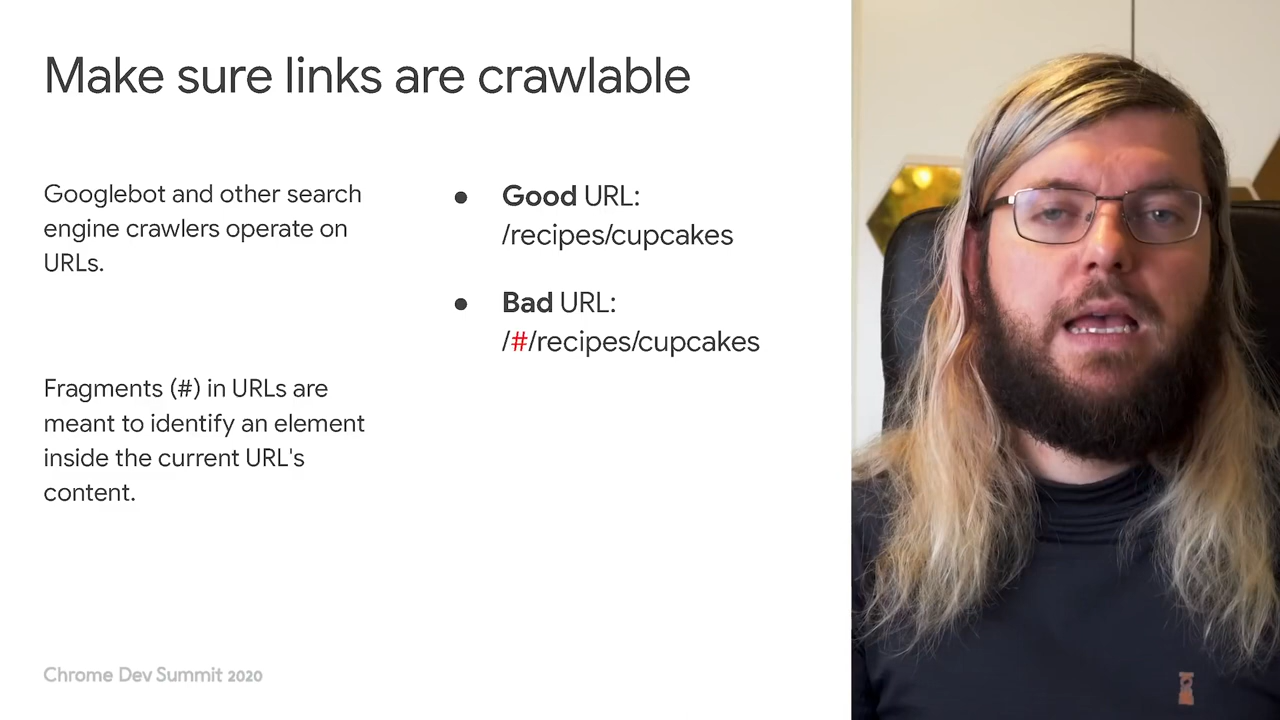 Make sure links are crawlable
Googlebot and other search
engine crawlers operate on
URLs.
Fragments (#) in URLs are
meant to identify an element
inside the current URL's
content.
● Good URL:
/recipes/cupcakes
● Bad URL:
/#/recipes/cupcakes
Chrome Dev Summit 2020